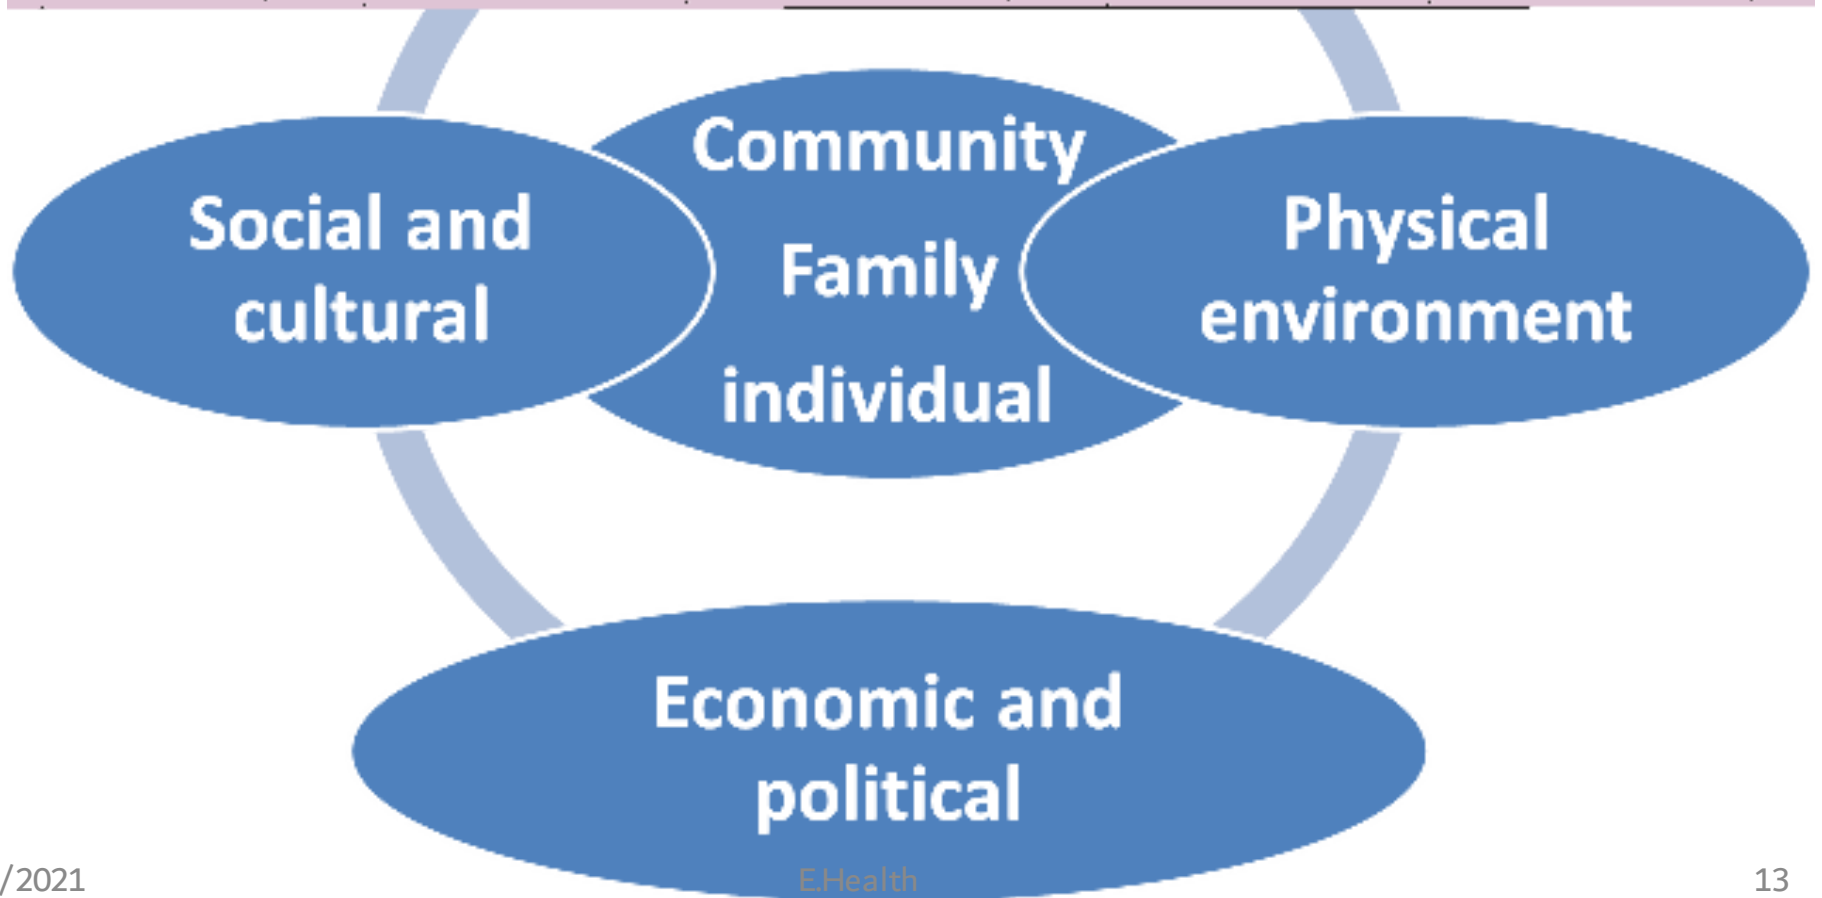 Community
Social and
cultural
Family
Physical
environment
individual
Economic and
political
/2021
E.Health
13